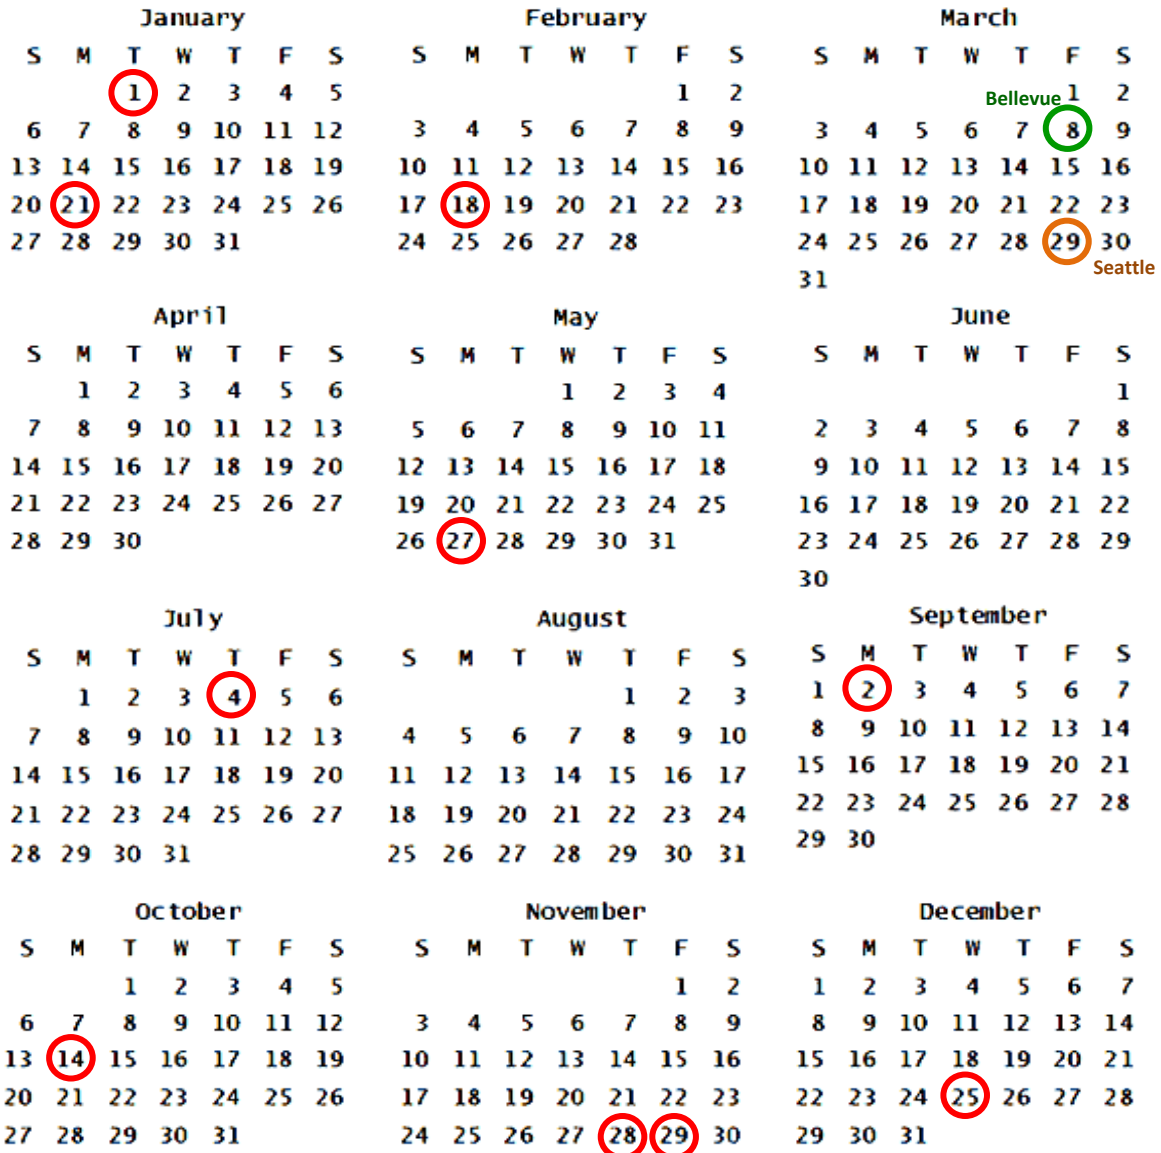 January February March
S M T W T F S S M T W T F S S M T W T F S
1 2 3 4 5 1 2 Bellevue 1 2
6 7 8 9 10 11 12 3 4 5 6 7 8 9 3 4 5 6 7 8 9
13 14 15 16 17 18 19 10 11 12 13 14 15 16 10 11 12 13 14 15 16
20 21 22 23 24 25 26 17 18 19 20 21 22 23 17 18 19 20 21 22 23
27 28 29 30 31 24 25 26 27 28 24 25 26 27 28 29 30
Seattle
31
April May June
S M T W T F S S M T W T F S S M T W T F S
1 2 3 4 5 6 1 2 3 4 1
7 8 9 10 11 12 13 5 6 7 8 9 10 11 2 3 4 5 6 7 8
14 15 16 17 18 19 20 12 13 14 15 16 17 18 9 10 11 12 13 14 15
21 22 23 24 25 26 27 19 20 21 22 23 24 25 16 17 18 19 20 21 22
28 29 30 26 27 28 29 30 31 23 24 25 26 27 28 29
30
July August September
S M T W T F S S M T W T F S S M T W T F S
1 2 3 4 5 6 1 2 3 1 2 3 4 5 6 7
7 8 9 10 11 12 13 4 5 6 7 8 9 10 8 9 10 11 12 13 14
14 15 16 17 18 19 20 11 12 13 14 15 16 17 15 16 17 18 19 20 21
21 22 23 24 25 26 27 18 19 20 21 22 23 24 22 23 24 25 26 27 28
28 29 30 31 25 26 27 28 29 30 31 29 30
October November December
S M T W T F S S M T W T F S S M T W T F S
1 2 3 4 5 1 2 1 2 3 4 5 6 7
6 7 8 9 10 11 12 3 4 5 6 7 8 9 8 9 10 11 12 13 14
13 14 15 16 17 18 19 10 11 12 13 14 15 16 15 16 17 18 19 20 21
20 21 22 23 24 25 26 17 18 19 20 21 22 23 22 23 24 25 26 27 28
27 28 29 30 31 24 25 26 27 28 29 30 29 30 31